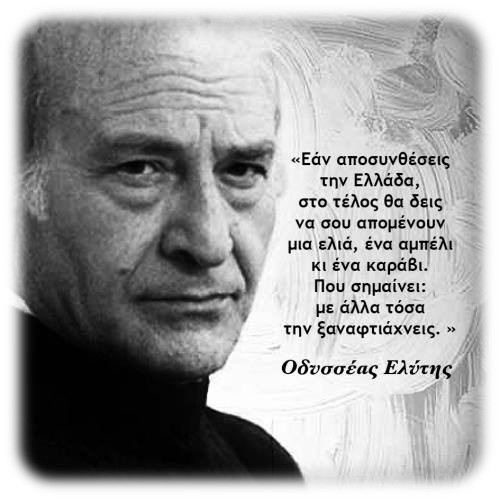 «Εάν αποσυνθέσεις
την Ελλάδα,
στο τέλος θα δεις
να σου απομένουν
μια ελιά, ένα αμπέλι
κι ένα καράβι.
Που σημαίνει:
με άλλα τόσα
την ξαναφτιάχνεις. »
Οδυσσέας Ελύτης